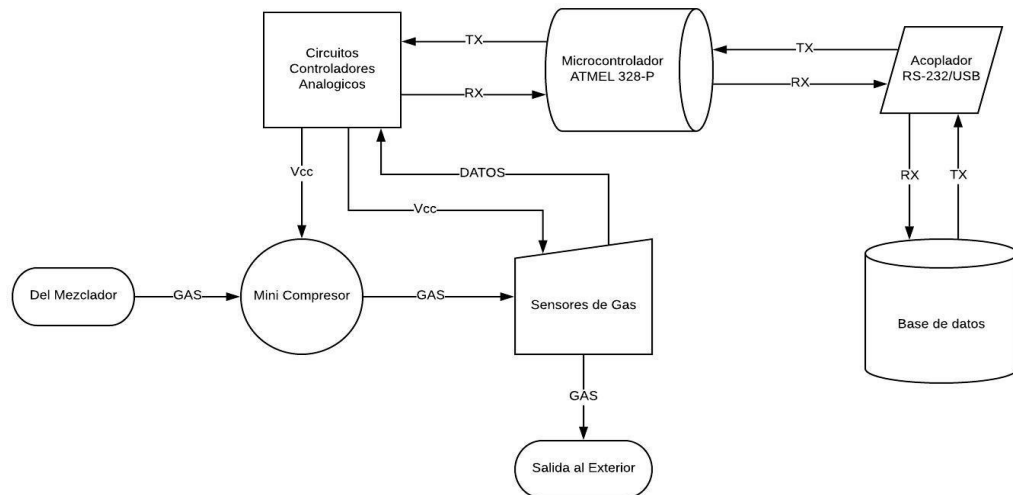 Circuitos
Controladores
Analogicos
TX
RX
Microcontrolador
ATMEL 328-P
TX
RX
Acoplador
RS-232/USB
Vcc
Vcc
DATOS
RX
TX
Del Mezclador
GAS
Mini Compresor
GAS
Sensores de Gas
Base de datos
GAS
Salida al Exterior